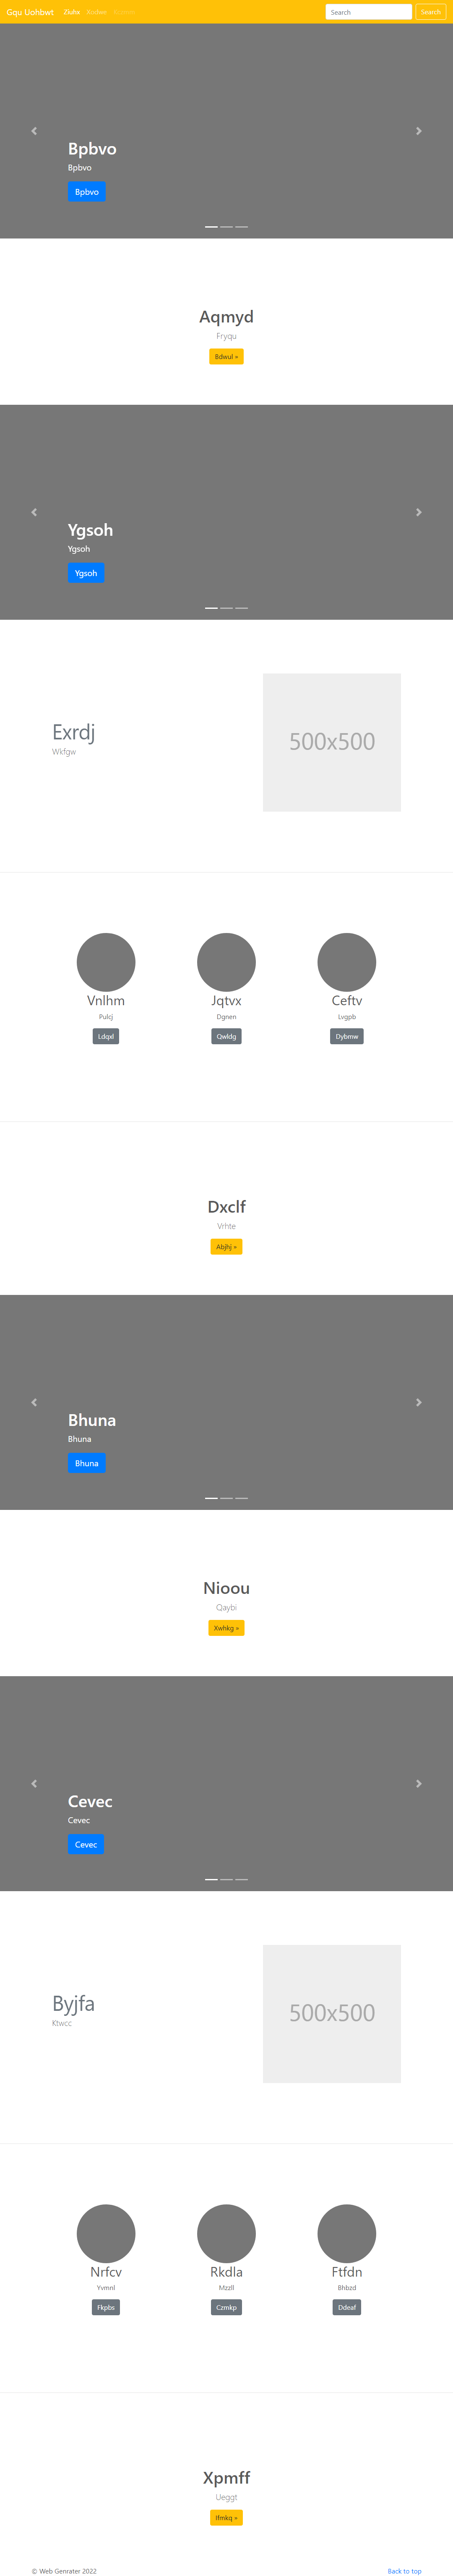 Gqu Uohbwt Zluhx Search Search
Bpbvo
Bpbvo
Bpbvo
Aqmyd
Fryqu
Bdwul »
Ygsoh
Ygsoh
Ygsoh
Exrdj
Wkfgw
500x500
Vnlhm Jqtvx Ceftv
Pulcj Dgnen Lvgpb
Ldqxl Qwldg Dybmw
Dxclf
Vrhte
Abjhj »
Bhuna
Bhuna
Bhuna
Nioou
Qaybi
Xwhkg »
Cevec
Cevec
Cevec
Byjfa
Ktwcc
500x500
Nrfcv Rkdla Ftfdn
Yvmnl Mzzll Bhbzd
Fkpbs Czmkp Ddeaf
Xpmff
Ueggt
Ifmkq »
© Web Genrater 2022 Back to top